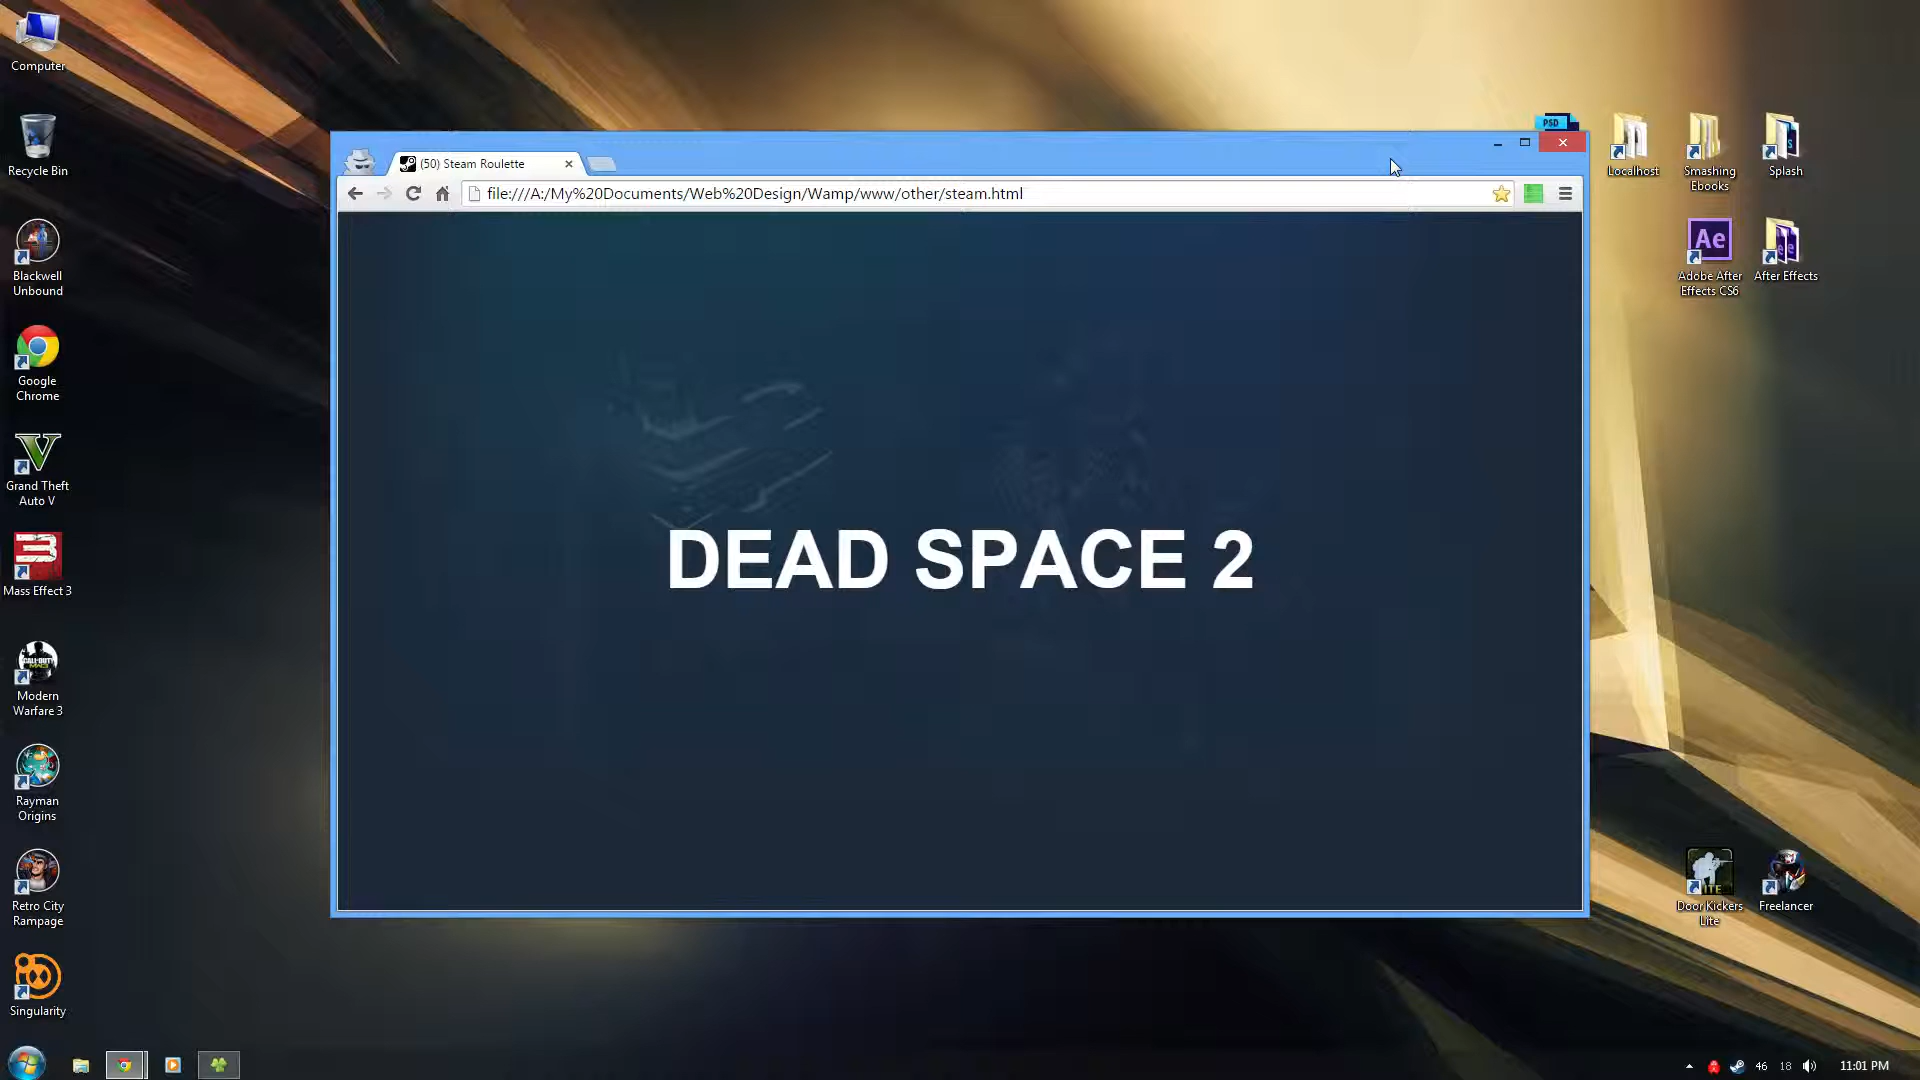 Computer
Recycle Bin
Blackwell
Unbound
Google
Chrome
Grand Theft
Auto V
Mass Effect 3
Modern
Warfare 3
Rayman
Origins
Retro City
Rampage
Singularity
(50) Steam Roulette
file:///A:/My%20Documents/Web%20Design/Wamp/www/other/steam.html
DEAD SPACE 2
PSD
Localhost
Smashing
Ebooks
Splash
Ae
Adobe After
Effects CS6
After Effects
Door Kickers
Lite
Freelancer
46 18 11:01 PM